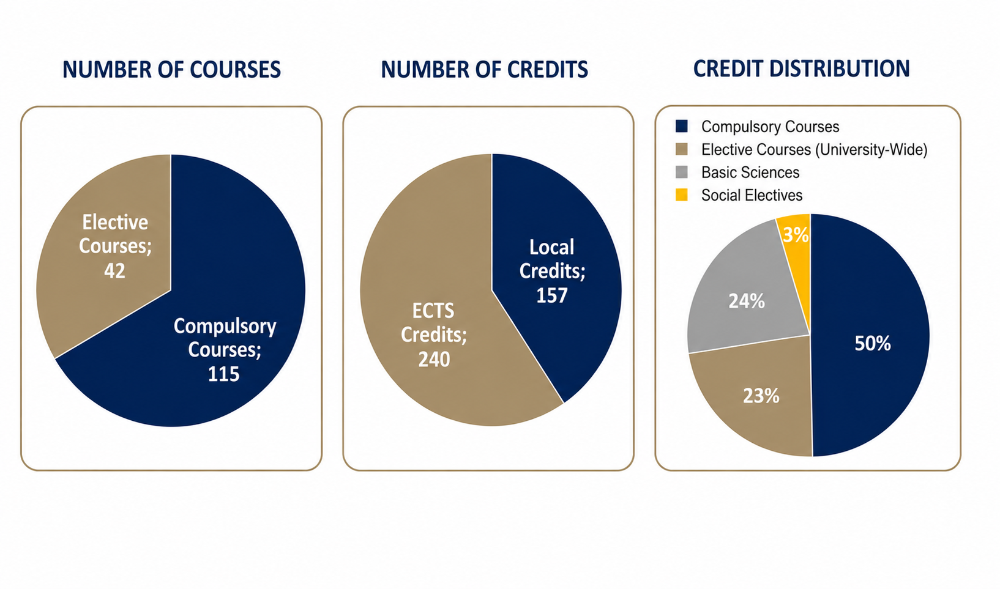 NUMBER OF COURSES
Elective
Courses;
42
Compulsory
Courses;
115
NUMBER OF CREDITS
Local
Credits;
157
ECTS
Credits;
240
CREDIT DISTRIBUTION
Compulsory Courses
Elective Courses (University-Wide)
Basic Sciences
Social Electives
3%
24%
50%
23%